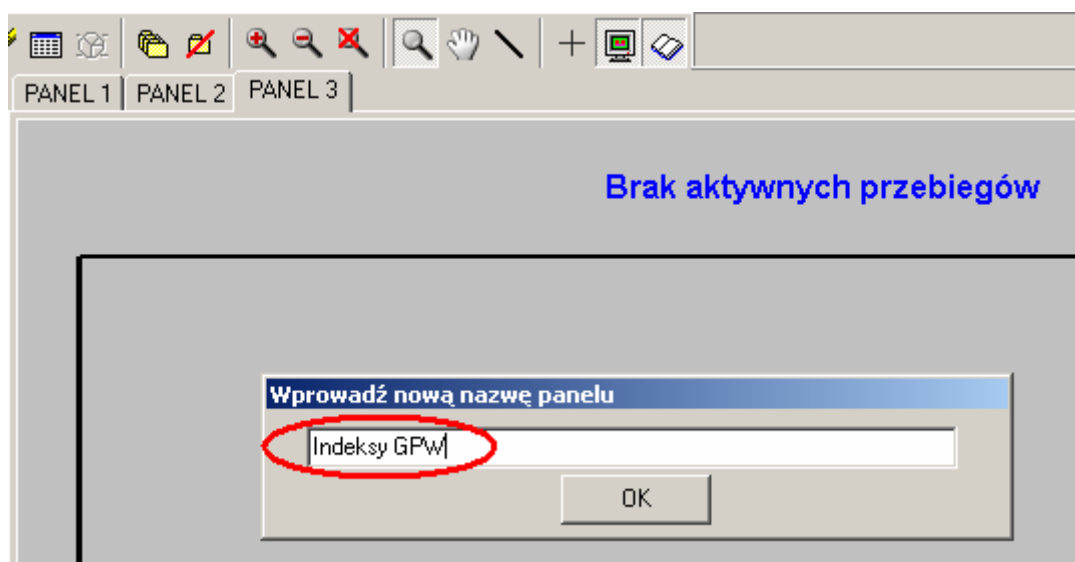 PANEL 1 PANEL 2 PANEL 3
Brak aktywnych przebiegów
Wprowadź nową nazwę panelu
Indeksy GPW
OK